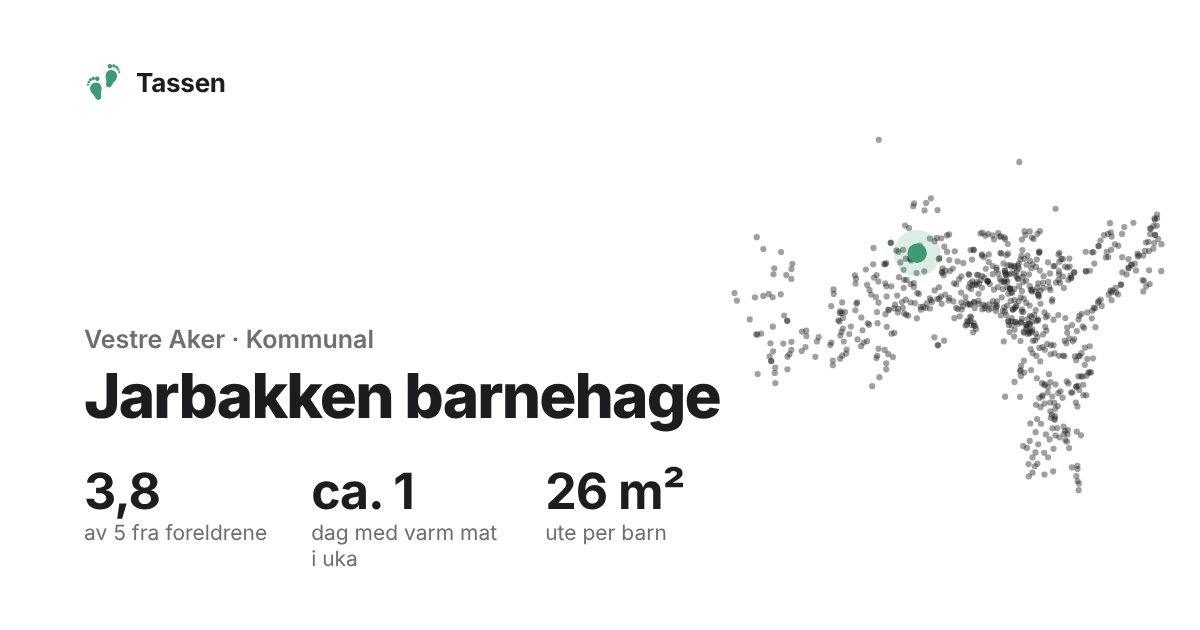 Tassen
Vestre Aker · Kommunal
Jarbakken barnehage
3,8
av 5 fra foreldrene
ca. 1
dag med varm mat
i uka
26 m²
ute per barn